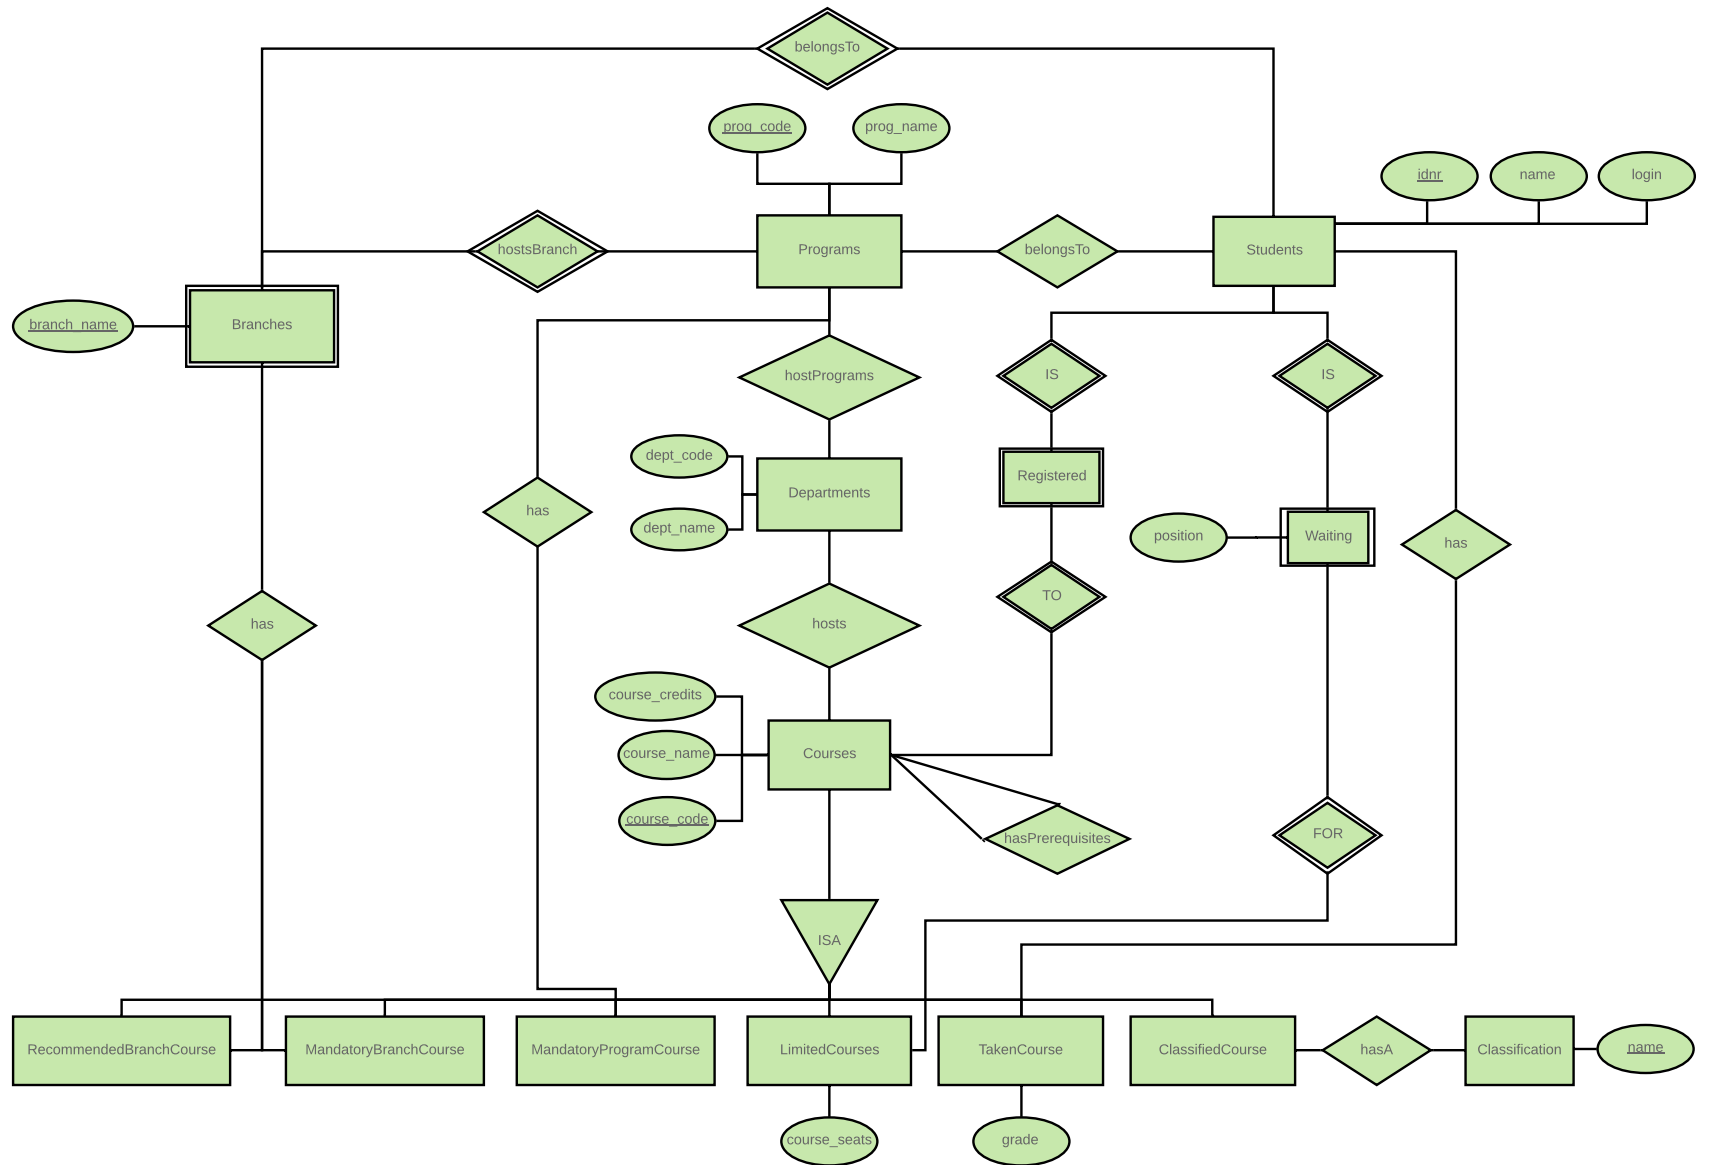 belongsTo
prog_code
prog_name
idnr
name
login
hostsBranch
Programs
belongsTo
Students
branch_name
Branches
hostPrograms
IS
IS
dept_code
Departments
dept_name
Registered
has
position
Waiting
has
TO
has
hosts
course_credits
course_name
Courses
course_code
hasPrerequisites
FOR
ISA
RecommendedBranchCourse
MandatoryBranchCourse
MandatoryProgramCourse
LimitedCourses
TakenCourse
ClassifiedCourse
hasA
Classification
name
course_seats
grade